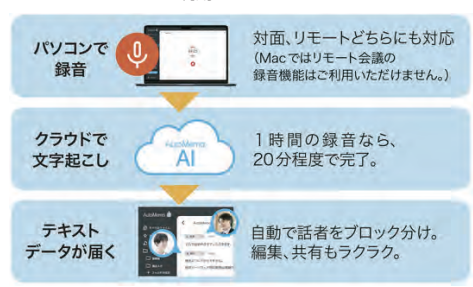 パソコンで
録音
対面、リモートどちらにも対応
(Macではリモート会議の
録音機能はご利用いただけません。)
クラウドで
文字起こし
AutoMemo
AI
1時間の録音なら、
20分程度で完了。
テキスト
データが届く
AutoMemo
自動で話者をブロック分け。
編集、共有もラクラク。